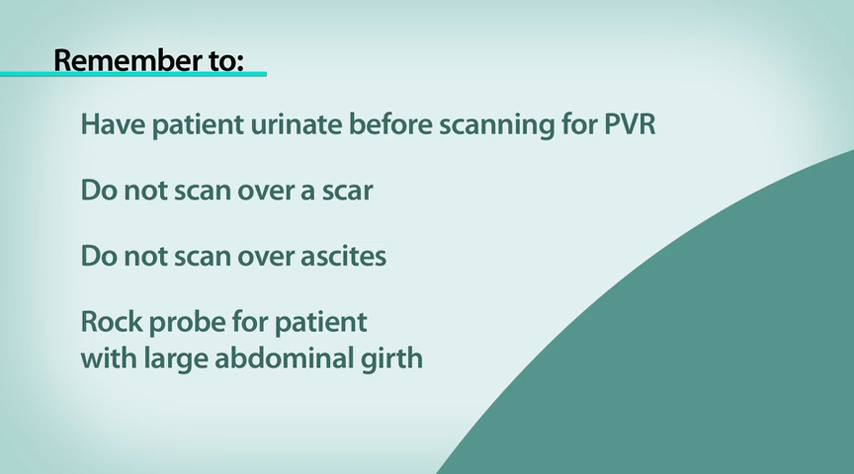 Remember to:
Have patient urinate before scanning for PVR
Do not scan over a scar
Do not scan over ascites
Rock probe for patient
with large abdominal girth